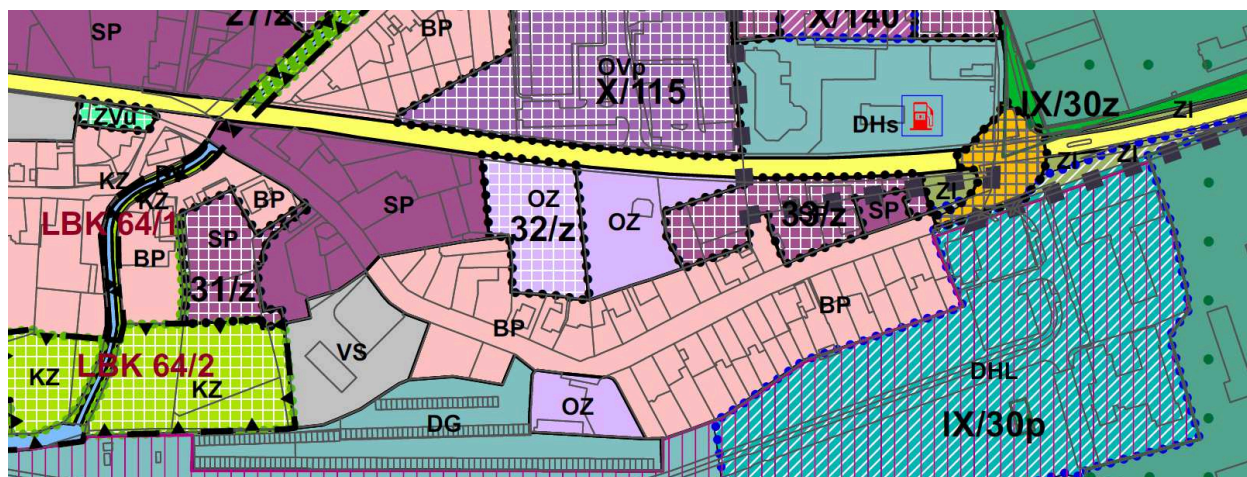 27/z
X/140
SP
BP
OVp
X/115
DHs
IX/30z
ZI
ZVu
ZI
ZI
KZ
BP
KZ
BP
SP
OZ
ZI
LBK 64/1
SP
32/z
OZ
33/z
SP
BP
31/z
BP
BP
VS
LBK 64/2
KZ
KZ
DHL
OZ
DG
IX/30p